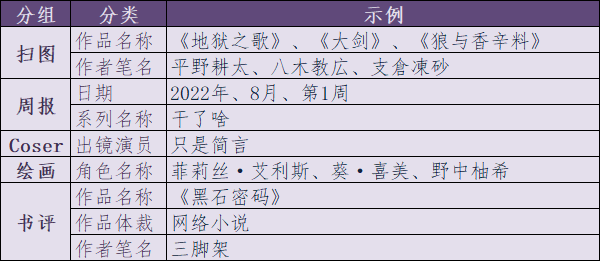 分组 分类 示例
扫图 作品名称 《地狱之歌》、《大剑》、《狼与香辛料》
作者笔名 平野耕太、八木教広、支倉凍砂
周报 日期 2022年、8月、第1周
系列名称 干了啥
Coser 出镜演员 只是简言
绘画 角色名称 菲莉丝·艾利斯、葵·喜美、野中柚希
书评 作品名称 《黑石密码》
作品体裁 网络小说
作者笔名 三脚架